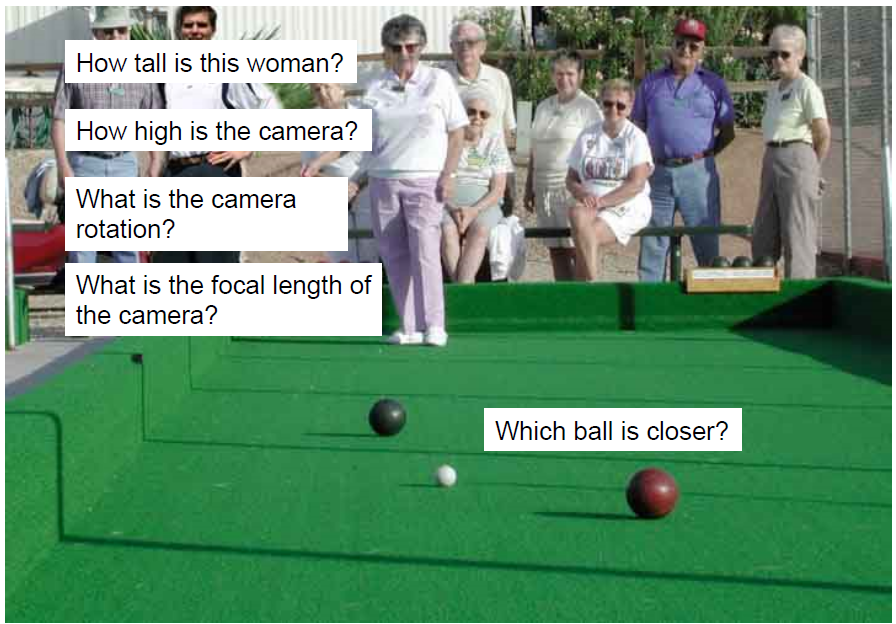 How tall is this woman?
How high is the camera?
What is the camera
rotation?
What is the focal length of
the camera?
Which ball is closer?